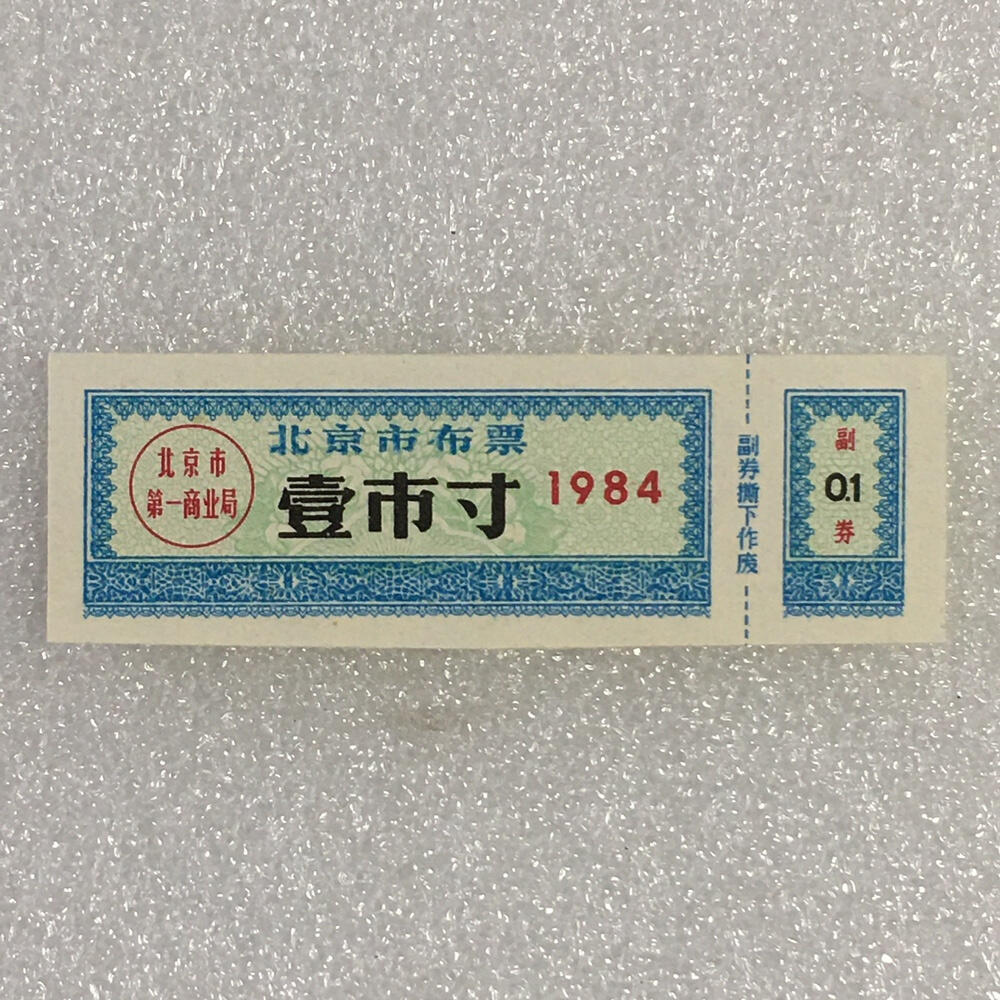 北京市布票
北京市
第一商业局
壹市寸
1984
副券撕下作废
副
0.1
券